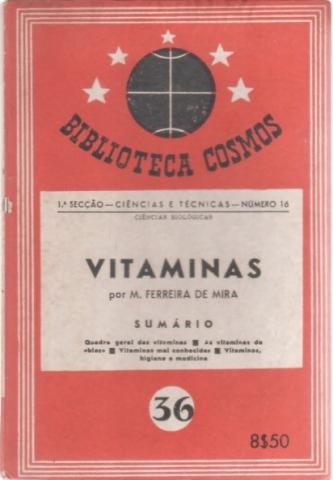 BIBLIOTECA COSMOS
1.ª SECÇÃO — CIÊNCIAS E TÉCNICAS — NÚMERO 16
CIÊNCIAS BIOLÓGICAS
VITAMINAS
por M. FERREIRA DE MIRA
SUMÁRIO
Quadro geral das vitaminas ■ As vitaminas do
«bios» ■ Vitaminas mal conhecidas ■ Vitaminas,
higiene e medicina
36
8$50